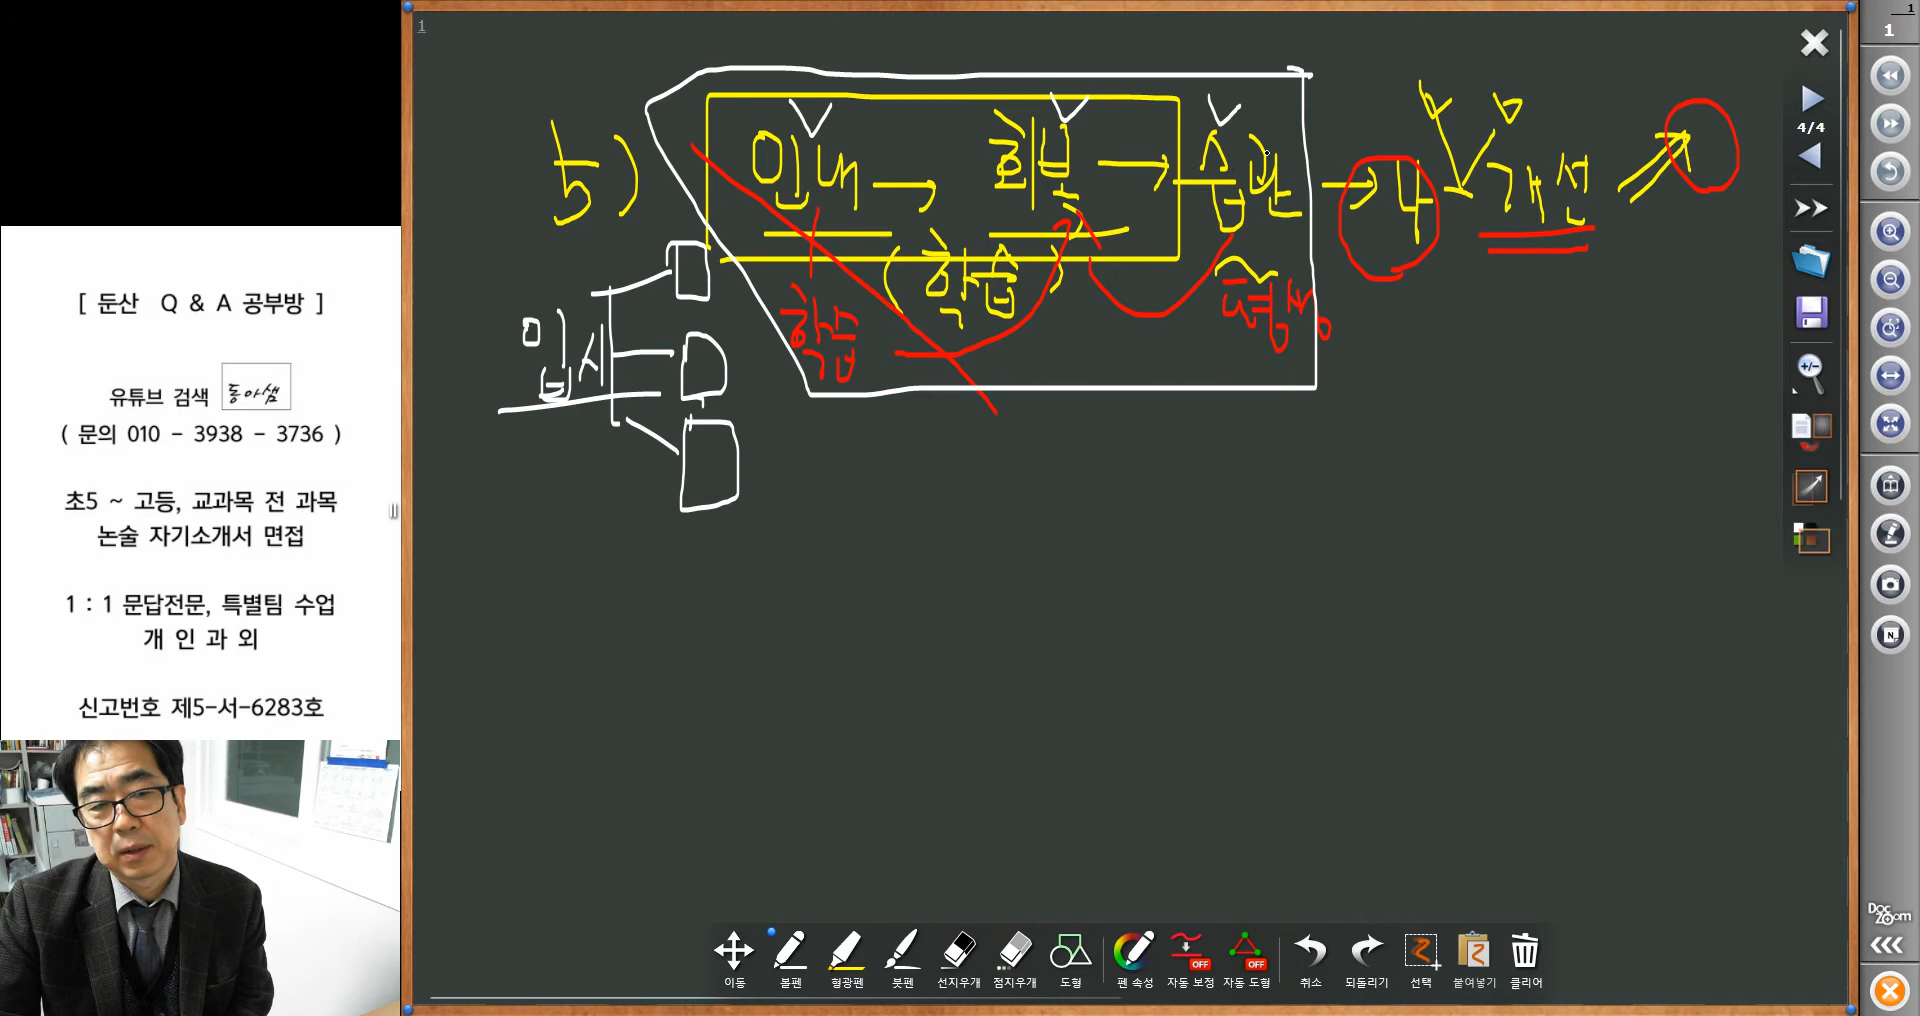 [ 둔산 Q & A 공부방 ]
유튜브 검색 동아샘
( 문의 010 - 3938 - 3736 )
초5 ~ 고등, 교과목 전 과목
논술 자기소개서 면접
1 : 1 문답전문, 특별팀 수업
개 인 과 외
신고번호 제5-서-6283호
1
5) 인내 → 회복 → 습관 → 나 개선
(학습)
입시
4/4
1
1
DocZoom
이동 볼펜 형광펜 붓펜 선지우개 점지우개 도형 펜 속성 자동 보정 자동 도형 취소 되돌리기 선택 붙여넣기 클리어
OFF OFF